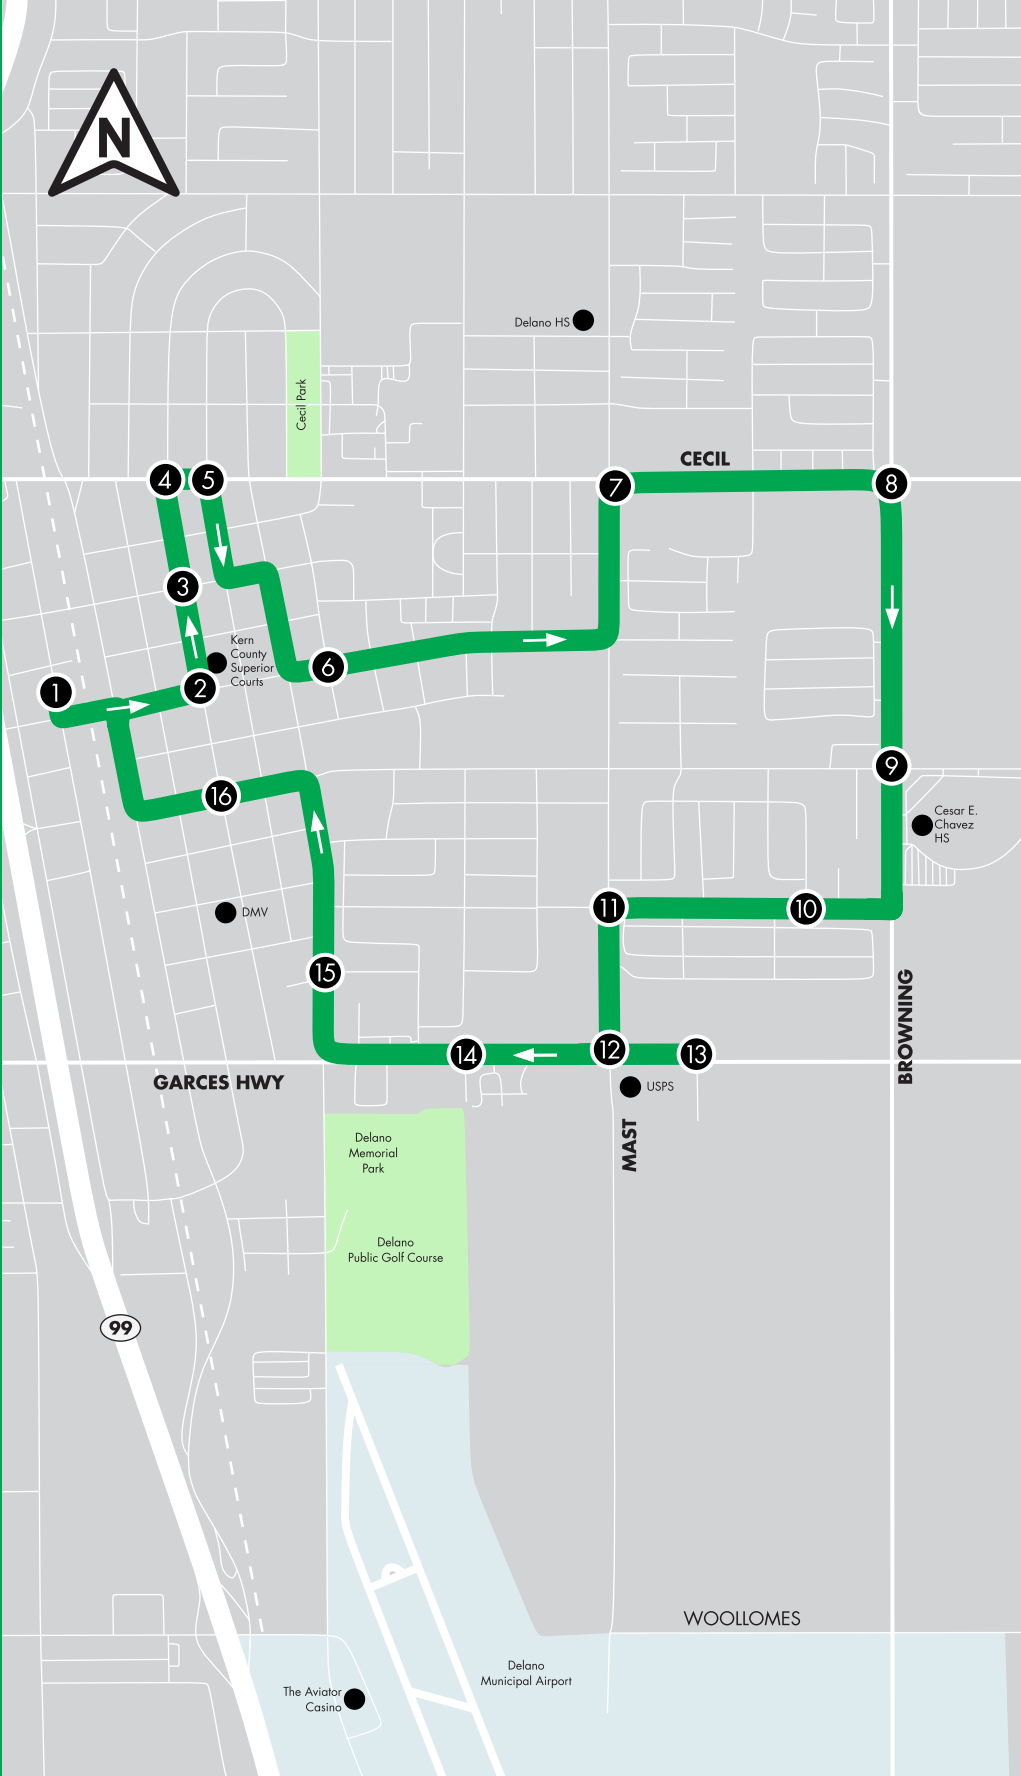 N
Delano HS
Cecil Park
CECIL
4
5
7
8
3
Kern
County
Superior
Courts
6
1
2
9
16
Cesar E.
Chavez
HS
11
10
DMV
15
BROWNING
14
12
13
GARCES HWY
USPS
MAST
Delano
Memorial
Park
Delano
Public Golf Course
99
WOOLLOMES
Delano
Municipal Airport
The Aviator
Casino